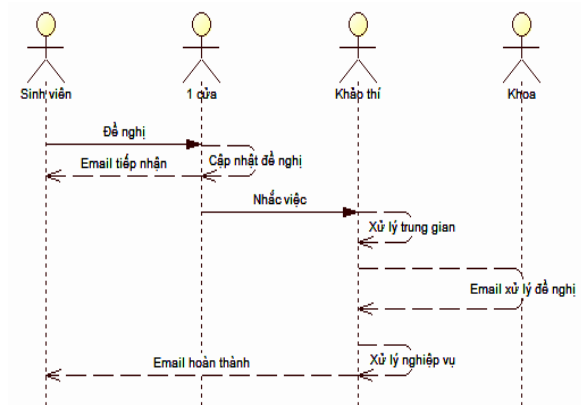 Sinh viên
1 cửa
Khảo thí
Khoa
Đề nghị
Email tiếp nhận
Cập nhật đề nghị
Nhắc việc
Xử lý trung gian
Email xử lý đề nghị
Email hoàn thành
Xử lý nghiệp vụ